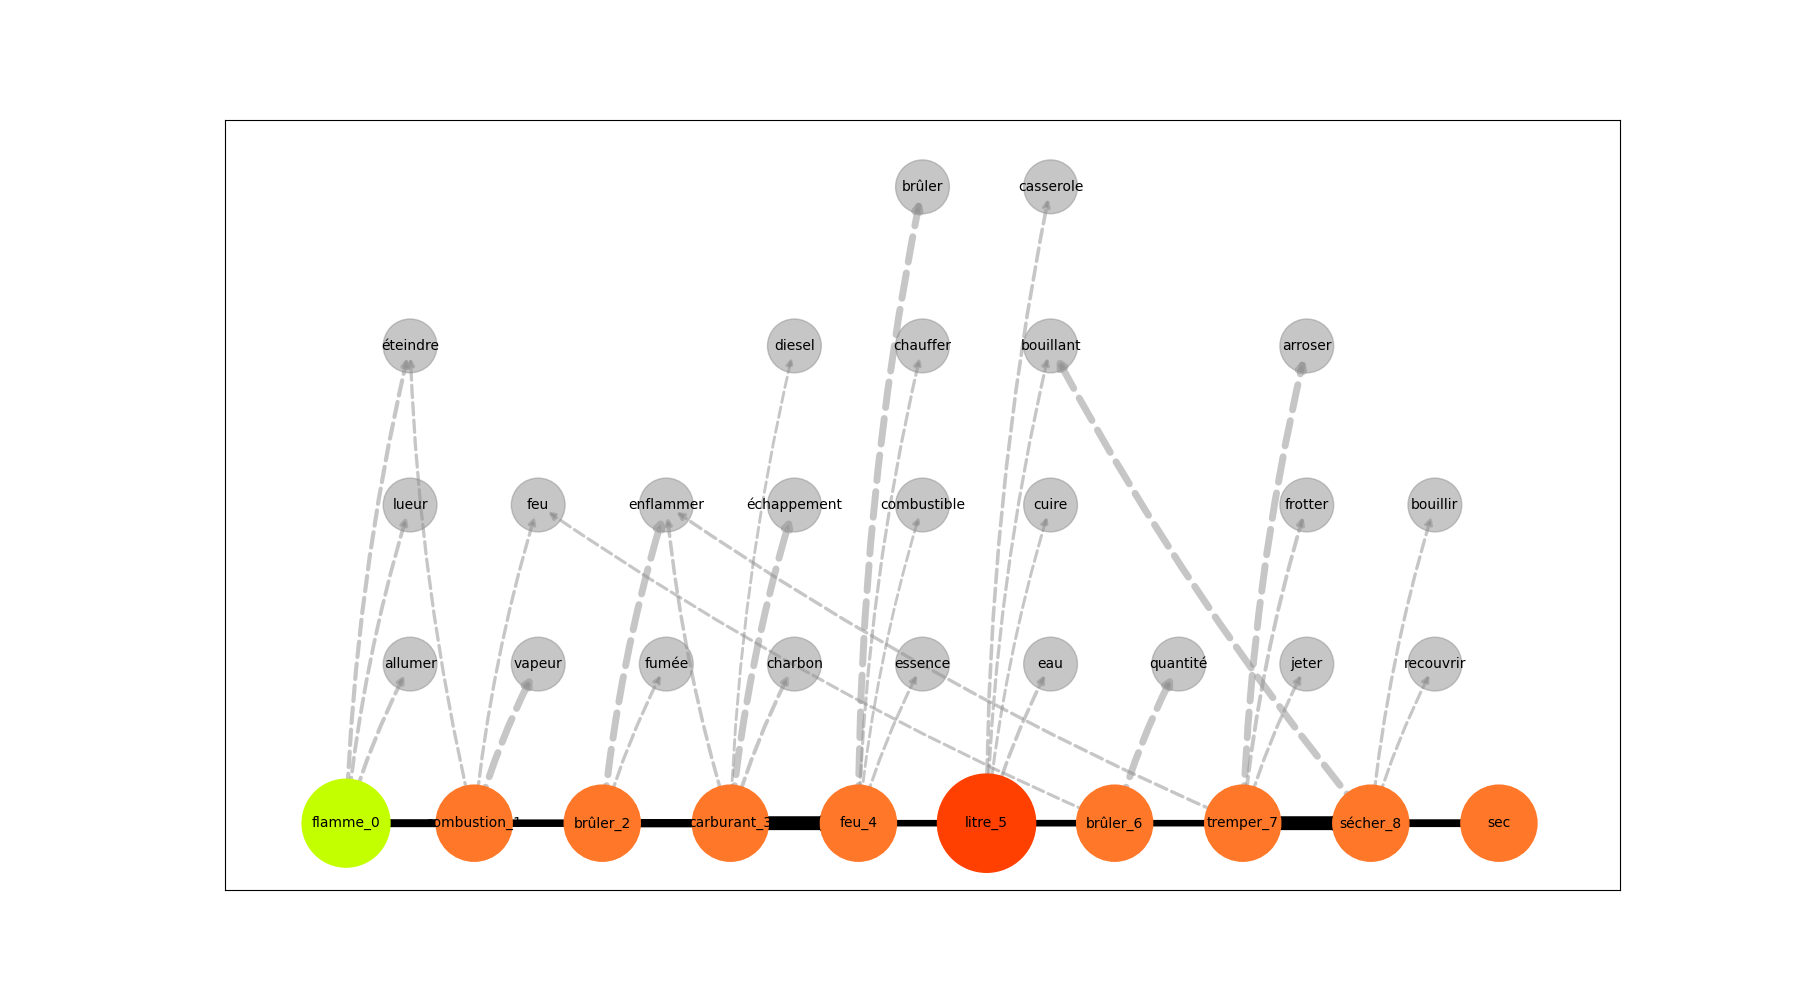 brûler casserole
éteindre diesel chauffer bouillant arroser
lueur feu enflammer échappement combustible cuire frotter bouillir
allumer vapeur fumée charbon essence eau quantité jeter recouvrir
flamme_0 combustion_1 brûler_2 carburant_3 feu_4 litre_5 brûler_6 tremper_7 sécher_8 sec